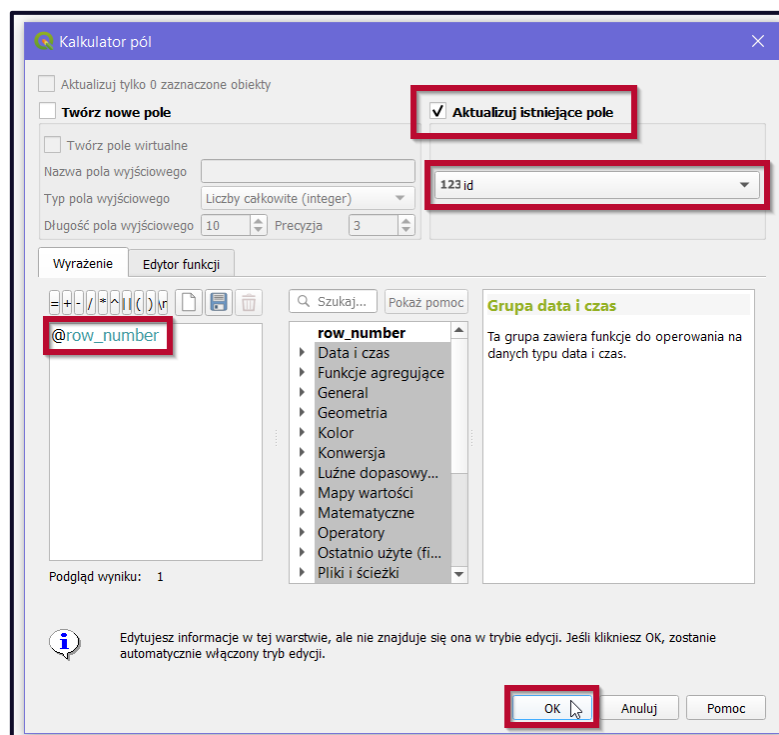 Kalkulator pól
Aktualizuj tylko 0 zaznaczone obiekty
Twórz nowe pole
Aktualizuj istniejące pole
Twórz pole wirtualne
Nazwa pola wyjściowego
Typ pola wyjściowego Liczby całkowite (integer)
Długość pola wyjściowego 10 Precyzja 3
123 id
Wyrażenie Edytor funkcji
= + - / * ^ || ( ) \n
@row_number
Podgląd wyniku: 1
Szukaj... Pokaż pomoc
row_number
Data i czas
Funkcje agregujące
General
Geometria
Kolor
Konwersja
Luźne dopasowy...
Mapy wartości
Matematyczne
Operatory
Ostatnio użyte (fi...
Pliki i ścieżki
Grupa data i czas
Ta grupa zawiera funkcje do operowania na
danych typu data i czas.
Edytujesz informacje w tej warstwie, ale nie znajduje się ona w trybie edycji. Jeśli klikniesz OK, zostanie
automatycznie włączony tryb edycji.
OK Anuluj Pomoc